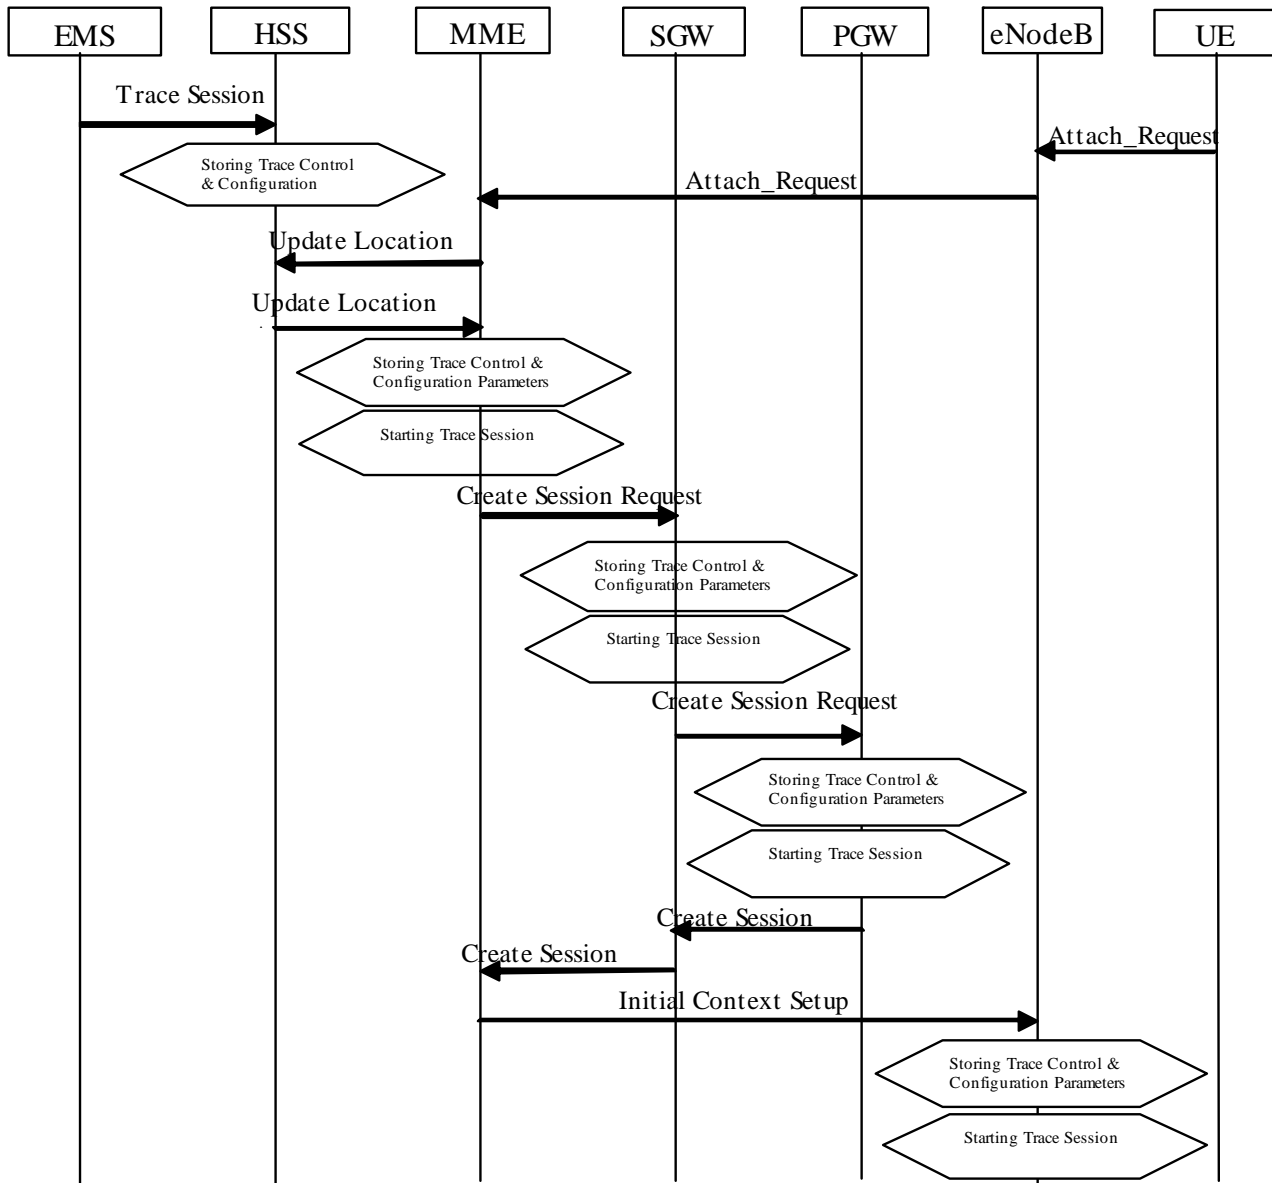 EMS HSS MME SGW PGW eNodeB UE
Trace Session
Attach_Request
Storing Trace Control
& Configuration
Attach_Request
Update Location
Update Location
Storing Trace Control &
Configuration Parameters
Starting Trace Session
Create Session Request
Storing Trace Control &
Configuration Parameters
Starting Trace Session
Create Session Request
Storing Trace Control &
Configuration Parameters
Starting Trace Session
Create Session
Create Session
Initial Context Setup
Storing Trace Control &
Configuration Parameters
Starting Trace Session